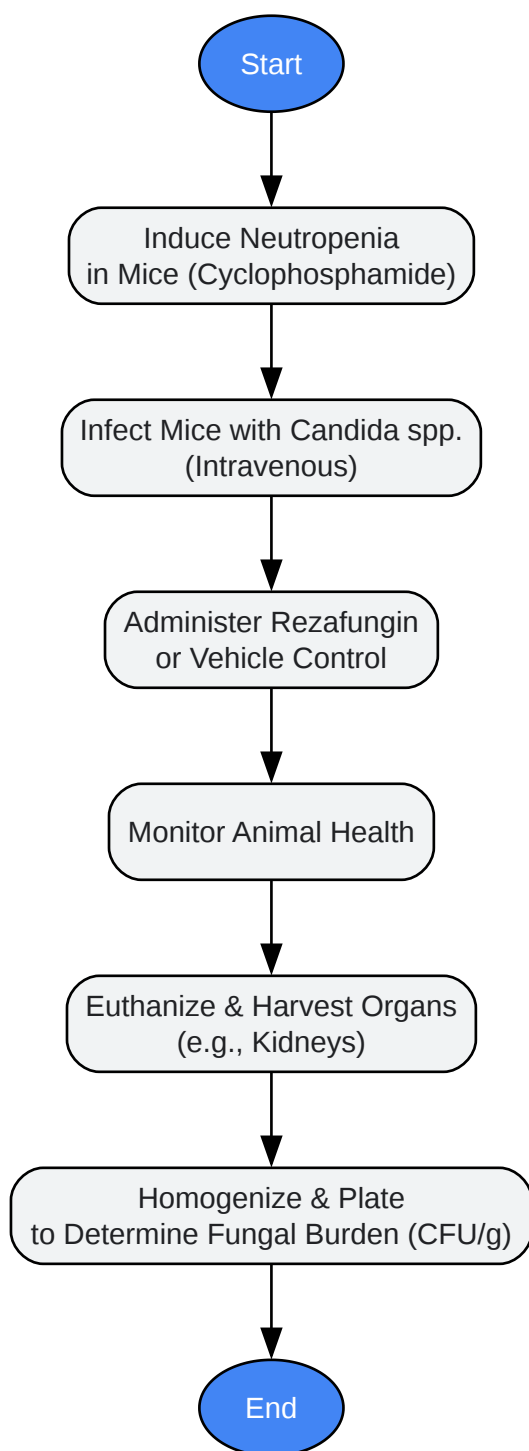 Start
Induce Neutropenia
in Mice (Cyclophosphamide)
Infect Mice with Candida spp.
(Intravenous)
Administer Rezafungin
or Vehicle Control
Monitor Animal Health
Euthanize & Harvest Organs
(e.g., Kidneys)
Homogenize & Plate
to Determine Fungal Burden (CFU/g)
End